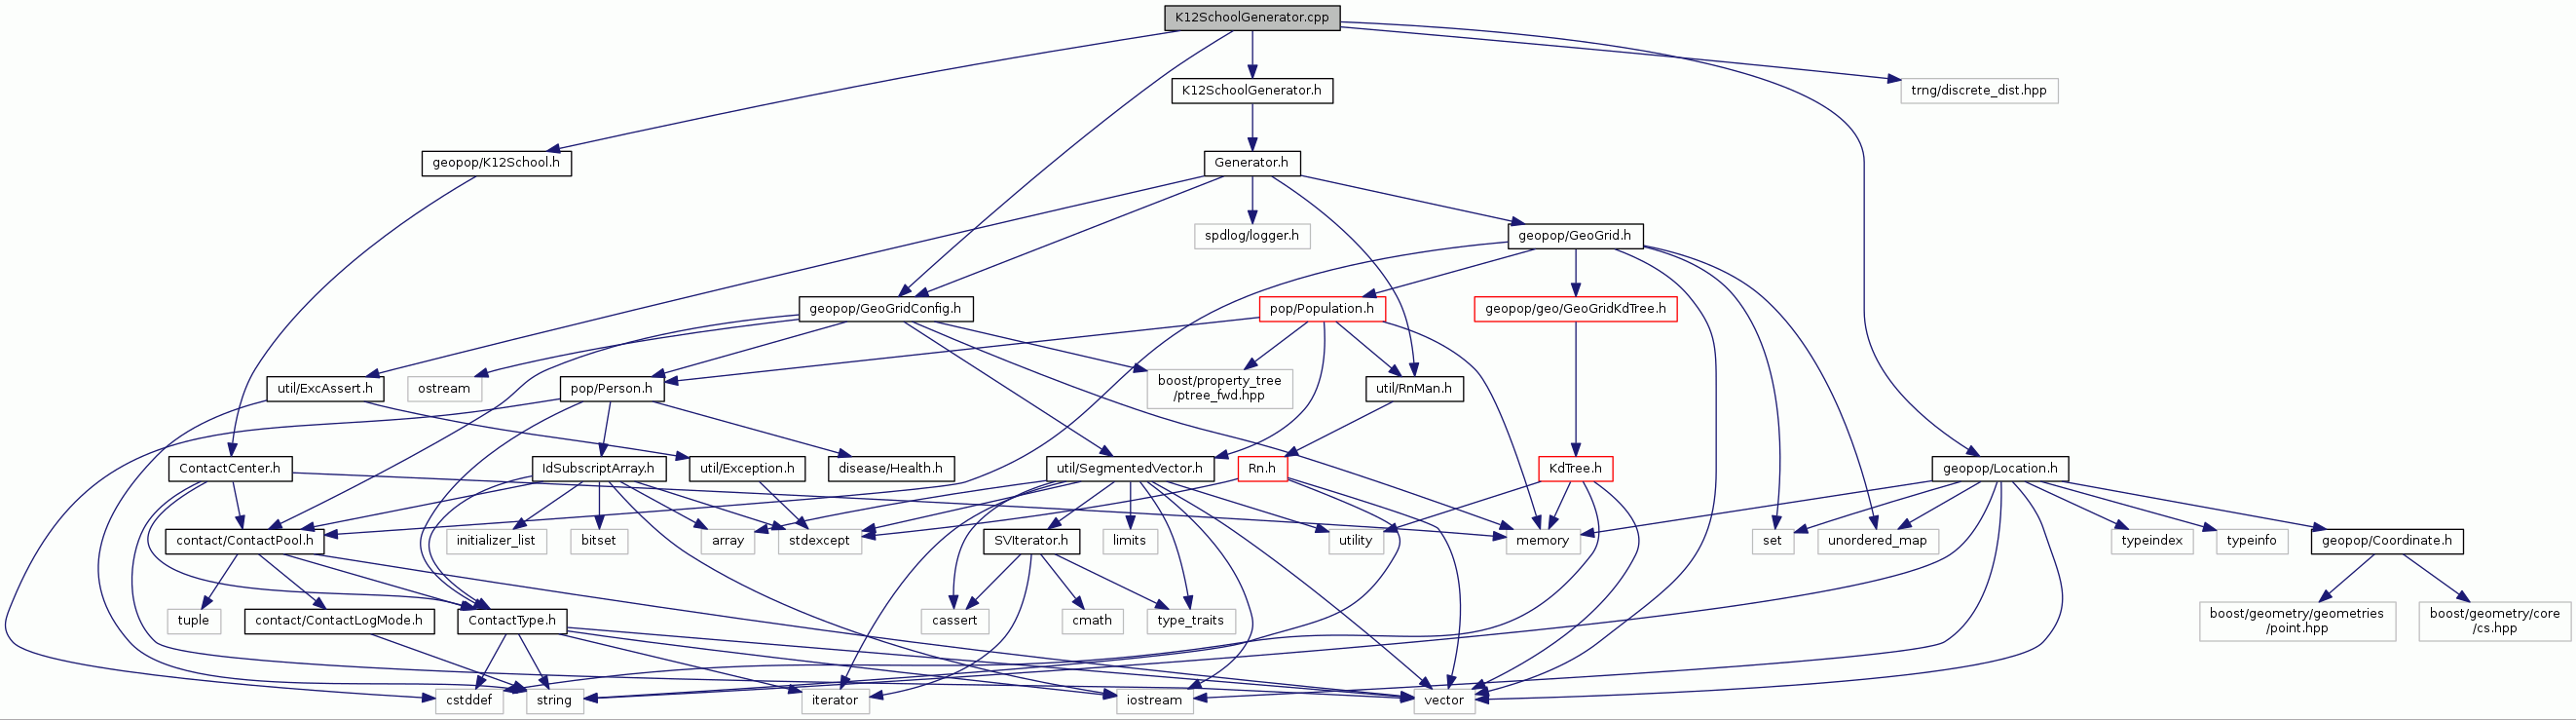 K12SchoolGenerator.cpp
K12SchoolGenerator.h
trng/discrete_dist.hpp
geopop/K12School.h
Generator.h
spdlog/logger.h
geopop/GeoGrid.h
geopop/GeoGridConfig.h
pop/Population.h
geopop/geo/GeoGridKdTree.h
util/ExcAssert.h
ostream
pop/Person.h
boost/property_tree
/ptree_fwd.hpp
util/RnMan.h
ContactCenter.h
IdSubscriptArray.h
util/Exception.h
disease/Health.h
util/SegmentedVector.h
Rn.h
KdTree.h
geopop/Location.h
contact/ContactPool.h
initializer_list
bitset
array
stdexcept
SVIterator.h
limits
utility
memory
set
unordered_map
typeindex
typeinfo
geopop/Coordinate.h
tuple
contact/ContactLogMode.h
ContactType.h
cassert
cmath
type_traits
boost/geometry/geometries
/point.hpp
boost/geometry/core
/cs.hpp
cstddef
string
iterator
iostream
vector